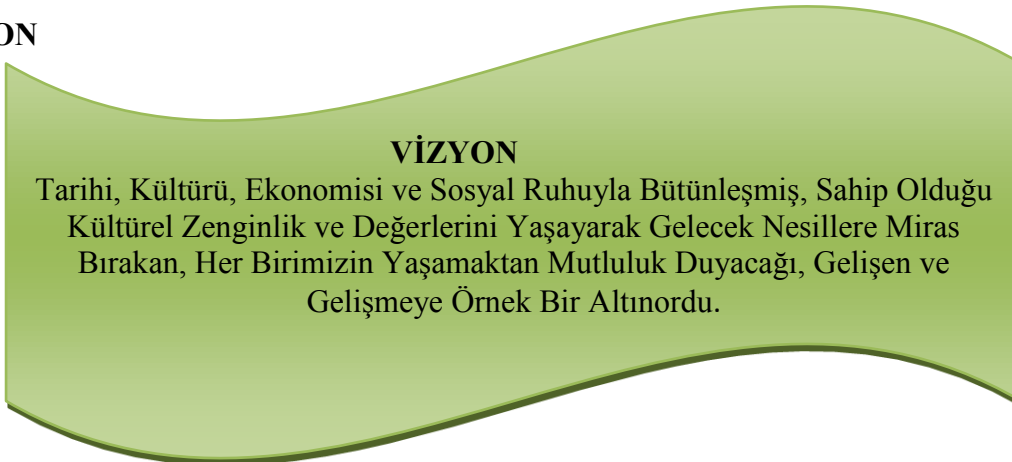 ON
VİZYON
Tarihi, Kültürü, Ekonomisi ve Sosyal Ruhuyla Bütünleşmiş, Sahip Olduğu
Kültürel Zenginlik ve Değerlerini Yaşayarak Gelecek Nesillere Miras
Bırakan, Her Birimizin Yaşamaktan Mutluluk Duyacağı, Gelişen ve
Gelişmeye Örnek Bir Altınordu.